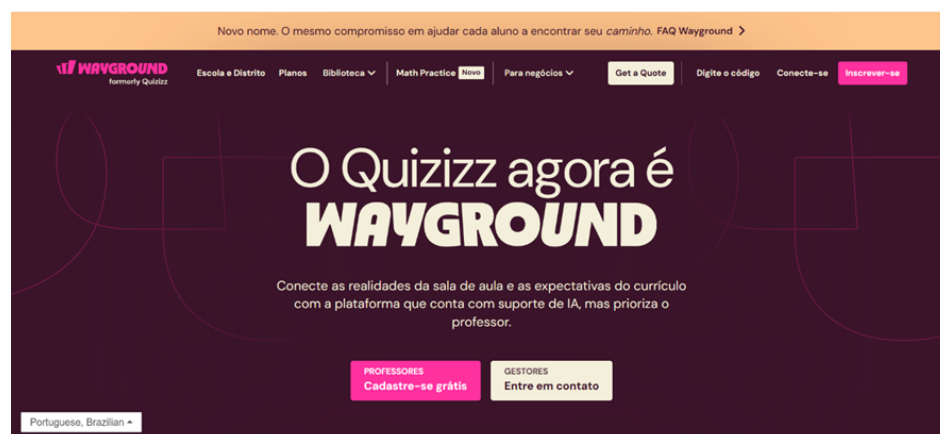 Novo nome. O mesmo compromisso em ajudar cada aluno a encontrar seu caminho. FAQ Wayground
WAYGROUND
formerly Quizizz
Escola e Distrito Planos Biblioteca Math Practice Novo Para negócios Get a Quote Digite o código Conecte-se Inscrever-se
O Quizizz agora é
WAYGROUND
Conecte as realidades da sala de aula e as expectativas do currículo
com a plataforma que conta com suporte de IA, mas prioriza o
professor.
PROFESSORES
Cadastre-se grátis
GESTORES
Entre em contato
Portuguese, Brazilian